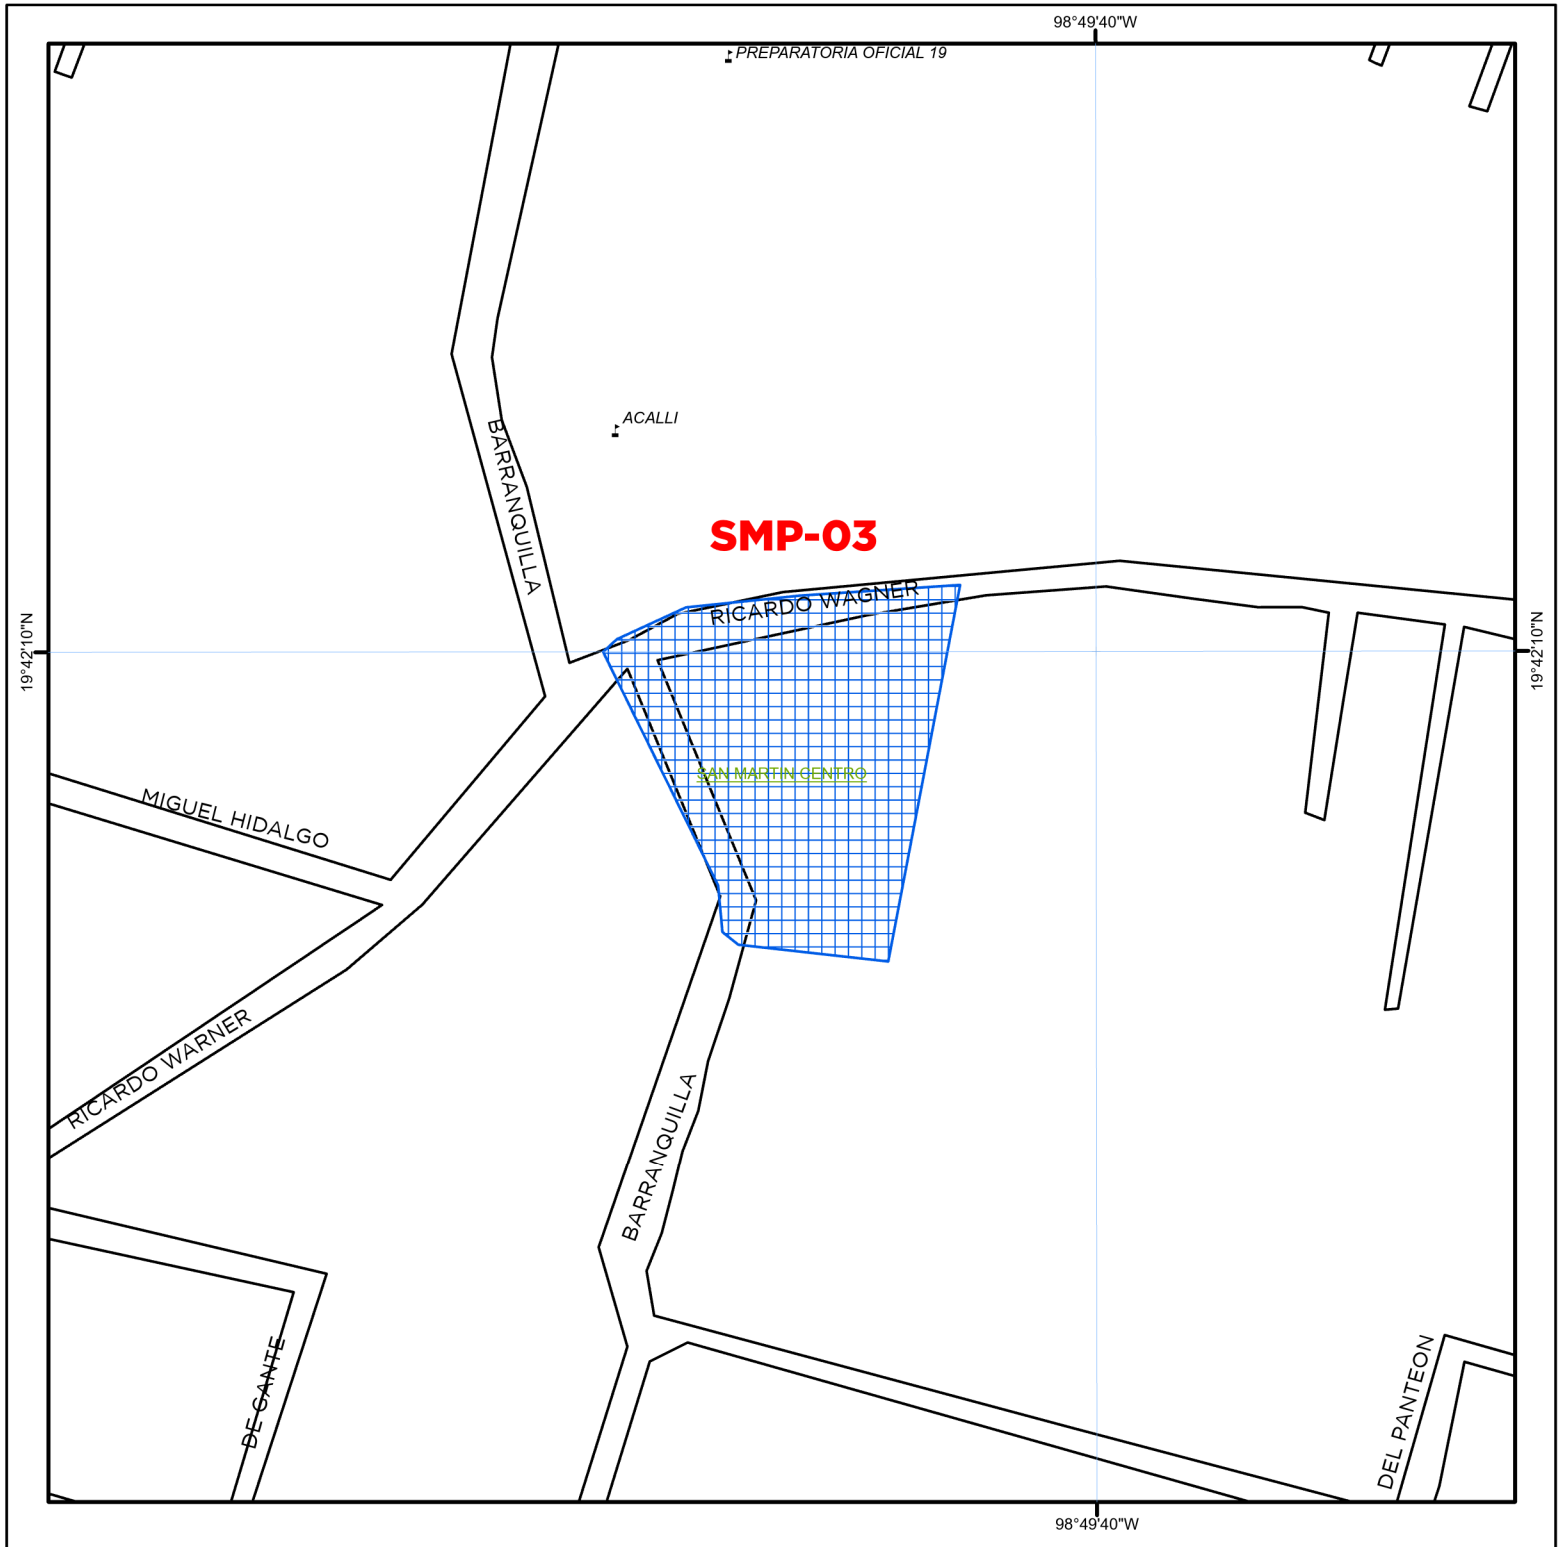 98°49'40"W
PREPARATORIA OFICIAL 19
ACALLI
BARRANQUILLA
SMP-03
RICARDO WAGNER
19°42'10"N
19°42'10"N
SAN MARTIN CENTRO
MIGUEL HIDALGO
RICARDO WARNER
BARRANQUILLA
DE GANTE
DEL PANTEON
98°49'40"W